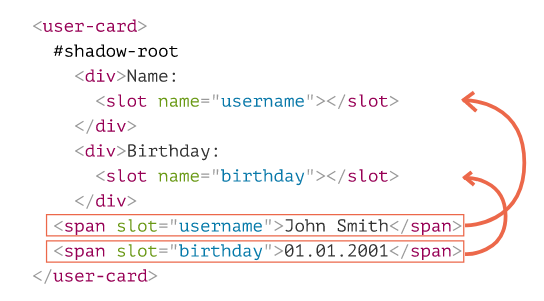 <user-card>
#shadow-root
<div>Name:
<slot name="username"></slot>
</div>
<div>Birthday:
<slot name="birthday"></slot>
</div>
<span slot="username">John Smith</span>
<span slot="birthday">01.01.2001</span>
</user-card>